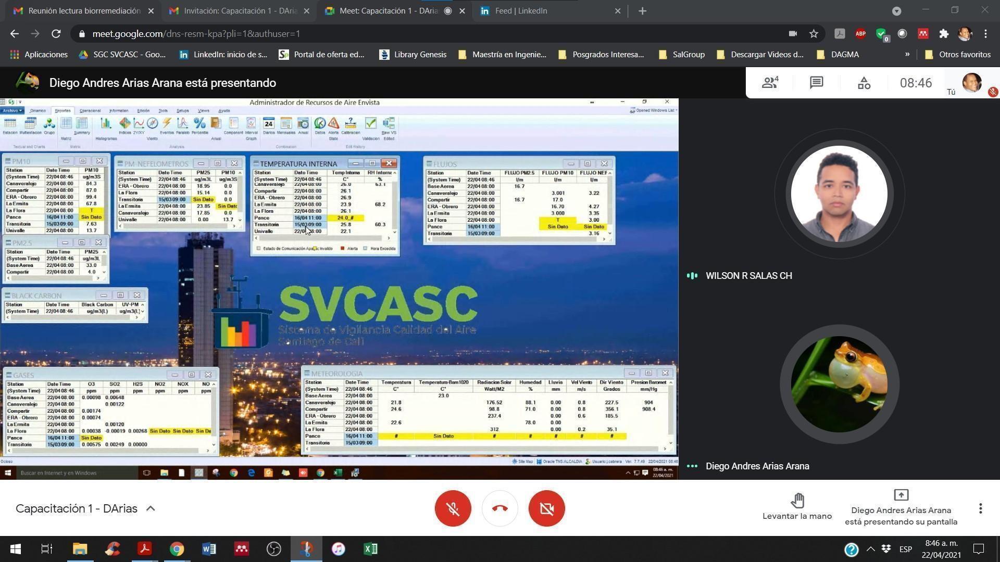 Reunión lectura biorremediación
Invitación: Capacitación 1 - DAria
Meet: Capacitación 1 - DArias
Feed | LinkedIn
meet.google.com/dns-resm-kpa?pli=1&authuser=1
ABP
0
Aplicaciones
SGC SVCASC - Goo...
LinkedIn: inicio de s...
Portal de oferta ed...
Library Genesis
Maestría en Ingenie...
Posgrados Interesa...
SalGroup
Descargar Videos d...
DAGMA
»
Otros favoritos
Diego Andres Arias Arana está presentando
4
08:46
Tú
Administrador de Recursos de Aire Envista
Archivo Dinamico Reportes Operacional Information Edición Tools Setups Views Ayuda
Opened Windows List
Estacion Multiestacion Grupo Matriz Summary Histogramas Indices 2Y/XY Viento Eventos Paralelo Percentile Anual Component Interval Graph 24 Diarios Mensuales Anual Datos Alerta State Calibracion Validacion Raw VS Edited
Textual and Charts Matrix Analysis Combination Edit History
PM10
Station Date Time PM10
(System Time) 22/04 08:46 ug/m3S
Canaveralejo 22/04 08:00 84.3
Compartir 22/04 08:00 87.0
ERA - Obrero 22/04 08:00 99.4
La Ermita 22/04 08:00 67.8
La Flora 22/04 08:00 T
Pance 16/04 11:00 Sin Dato
Transitoria 15/03 09:00 7.63
Univalle 22/04 08:00 13.7
PM-NEFELOMETROS
Station Date Time PM25 PM10
(System Time) 22/04 08:46 ug/m3L ug/m3S
ERA - Obrero 22/04 08:00 18.95 0.0
La Flora 22/04 08:00 15.14 0.0
Transitoria 15/03 09:00 Sin Dato 0.0
La Ermita 22/04 08:00 23.85 Sin Dato
Canaveralejo 22/04 08:00 17.85 0.0
Univalle 22/04 08:00 0.00 13.7
TEMPERATURA INTERNA
Station Date Time Temp Interna RH Interna
(System Time) 22/04 08:46 C° %
Canaveralejo 22/04 08:00 26.0 63.1
Compartir 22/04 08:00 26.1
ERA - Obrero 22/04 08:00 26.9
La Ermita 22/04 08:00 23.9 68.2
La Flora 22/04 08:00 26.1
Pance 16/04 11:00 24.0_#
Transitoria 15/03 09:00 25.8 60.3
Univalle 22/04 08:00 22.1
Estado de Comunicación Invalido Alerta Hora Excedida
FLUJOS
Station Date Time FLUJO PM2.5 FLUJO PM10 FLUJO NEF
(System Time) 22/04 08:46 l/m l/m l/m
Base Aerea 22/04 08:00 16.7
Canaveralejo 22/04 08:00 3.001 3.22
Compartir 22/04 08:00 16.7 17.0
ERA - Obrero 22/04 08:00 16.70 4.27
La Ermita 22/04 08:00 3.000 3.35
La Flora 22/04 08:00 T 3.00
Pance 16/04 11:00 Sin Dato Sin Dato
Transitoria 15/03 09:00 3.16
PM2.5
Station Date Time PM25
(System Time) 22/04 08:46 ug/m3L
Base Aerea 22/04 08:00 33.0
Compartir 22/04 08:00 4.0
BLACK CARBON
Station Date Time Black Carbon UV-PM
(System Time) 22/04 08:46 ug/m3(L) ug/m3(L)
SVCASC
Sistema de Vigilancia Calidad del Aire
Santiago de Cali
GASES
Station Date Time O3 SO2 H2S NO2 NOX NO
(System Time) 22/04 08:46 ppm ppm ppm ppm ppm ppm
Base Aerea 22/04 08:00 0.00098 0.00648
Canaveralejo 22/04 08:00 0.00122
Compartir 22/04 08:00 0.00174
ERA - Obrero 22/04 08:00 0.00074
La Ermita 22/04 08:00 0.00120
La Flora 22/04 08:00 0.00038 -0.00019 0.00268 Sin Dato Sin Dato Sin Da
Pance 16/04 11:00 Sin Dato
Transitoria 15/03 09:00 0.00575 0.00249 0.00000
METEOROLOGIA
Station Date Time Temperatura Temperatura-Bam1020 Radiacion Solar Humedad Lluvia Vel Viento Dir Viento Presion Baromet
(System Time) 22/04 08:46 C° C° Watt/M2 % mm m/s Grados mm/Hg
Base Aerea 22/04 08:00 23.0
Canaveralejo 22/04 08:00 21.8 176.52 88.1 0.00 0.8 227.5 904
Compartir 22/04 08:00 24.6 98.8 71.0 0.00 0.8 356.1 908.4
ERA - Obrero 22/04 08:00 237.4 0.00 0.6 185.5
La Ermita 22/04 08:00 22.6 78.0 0.00
La Flora 22/04 08:00 312 0.00 0.2 35.1
Pance 16/04 11:00 # Sin Dato # # # # #
Transitoria 15/03 09:00
Ocioso
Site Map Oracle TNS:ALCALDIA Usuario:j.cabrera Ver. 7.7.49 22/04/2021 08:46
Buscar en Internet y en Windows
08:46 a. m.
22/04/2021
WILSON R SALAS CH
Diego Andres Arias Arana
Capacitación 1 - DArias
Levantar la mano
Diego Andres Arias Arana
está presentando su pantalla
ESP
8:46 a. m.
22/04/2021